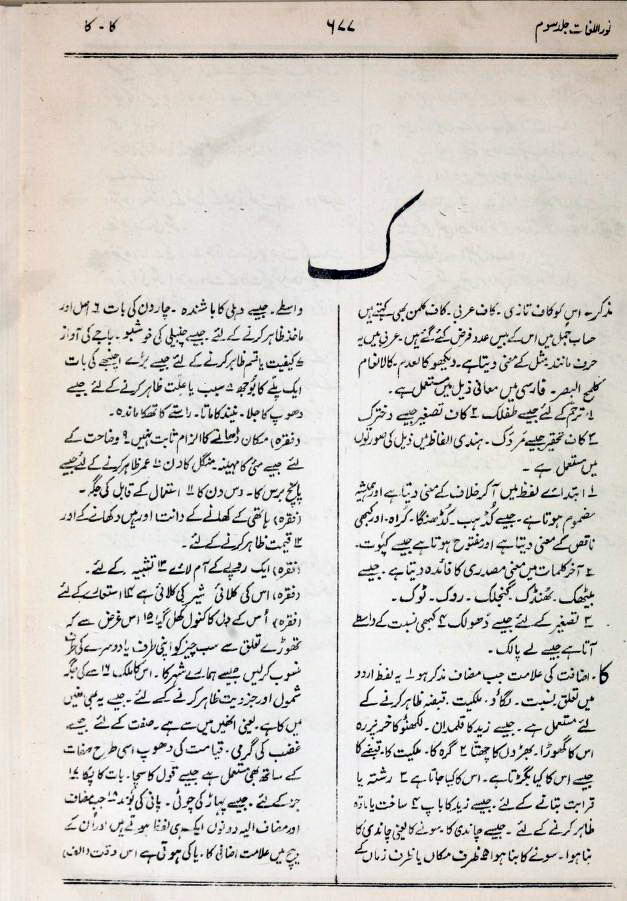 نور اللغات جلد سوم
۶۷۷
کا - کا
ک
مذکر۔ اس کو کاف تازی۔ کاف عربی۔ کاف کلمن بھی کہتے ہیں
حساب جمل میں اس کے بیس عدد فرض کئے گئے ہیں۔ عربی میں یہ
حرف مانند۔ مثل کے معنی دیتا ہے۔ دیکھو کالعدم۔ کالانعام
کلمح البصر۔ فارسی میں معانی ذیل میں مستعمل ہے۔
۱ ترحم کے لئے جیسے طفلک ۲ کاف تصغیر جیسے دخترک
۳ کاف تحقیر جیسے مردک۔ ہندی الفاظ میں ذیل کی صورتوں
میں مستعمل ہے۔
۱ ابتدائے لفظ میں آکر خلاف کے معنی دیتا ہے اور ہمیشہ
مضموم ہوتا ہے۔ جیسے کڈھب۔ کڈھنگا۔ کراہ۔ اور کبھی
ناقص کے معنی دیتا ہے اور مفتوح ہوتا ہے جیسے کپوت۔
۲ آخر کلمات میں معنی مصدری کا فائدہ دیتا ہے۔ جیسے
بیٹھک۔ ٹھنڈک۔ گنجلک۔ روک۔ ٹوک۔
۳ تصغیر کے لئے جیسے ڈھولک ۴ کبھی نسبت کے واسطے
آتا ہے جیسے لے پالک۔
کا۔ اضافت کی علامت جب مضاف مذکر ہو۔ ۱ یہ لفظ اردو
میں تعلق۔ نسبت۔ لگاؤ۔ ملکیت۔ قبضہ ظاہر کرنے کے
لئے مستعمل ہے۔ جیسے زید کا قلمدان۔ لکھنؤ کا خربزہ
اس کا گھوڑا۔ بھڑوں کا چھتا ۲ گرہ کا۔ ملکیت کا۔ قبضے کا
جیسے اس کا کیا بگڑتا ہے۔ اس کا کیا جاتا ہے ۳ رشتہ یا
قرابت بتانے کے لئے۔ جیسے زید کا باپ ۴ ساخت یا مادّہ
ظاہر کرنے کے لئے۔ جیسے چاندی کا۔ سونے کا یعنی چاندی کا
بنا ہوا۔ سونے کا بنا ہوا ۵ ظرف مکاں یا ظرف زماں کے
واسطے۔ جیسے دہلی کا باشندہ۔ چار دن کی بات ۶ اصل اور
ماخذ ظاہر کرنے کے لئے جیسے چنبیلی کی خوشبو۔ باجے کی آواز
۷ کیفیت یا قسم ظاہر کرنے کے لئے جیسے بڑے اچنبھے کی بات
ایک پلّے کا بوجھ ۸ سبب یا علت ظاہر کرنے کے لئے جیسے
دھوپ کا جلا۔ نیند کا ماتا۔ راستے کا تھکا ماندہ۔
(فقرہ) مکان ڈھانے کا الزام ثابت نہیں ۹ وضاحت کے
لئے جیسے مئی کا مہینہ۔ منگل کا دن ۱۰ عمر ظاہر کرنے کے لئے جیسے
پانچ برس کا۔ دس دن کا ۱۱ استعمال کے قابل کی جگہ۔
(فقرہ) ہاتھی کے کھانے کے دانت اور ہیں دکھانے کے اور
۱۲ قیمت ظاہر کرنے کے لئے۔
(فقرہ) ایک روپے کے آم لائے ۱۳ تشبیہ کے لئے۔
(فقرہ) اس کی کلائی شیر کی کلائی ہے ۱۴ استعارے کے لئے
(فقرہ) اُس کے دل کا کنول کھل گیا ۱۵ اس غرض سے کہ
تھوڑے تعلق سے سب چیز کو اپنی طرف یا دوسرے کی طرف
منسوب کرلیں جیسے ہمارے شہر کا۔ اس کا ملک ۱۶ سے کی جگہ
شمول اور جزئیت ظاہر کرنے کے لئے۔ جیسے یہ بھی انھیں
میں کا ہے۔ یعنی انھیں میں سے ہے۔ صفت کے لئے جیسے
غضب کی گرمی۔ قیامت کی دھوپ اسی طرح صفات
کے ساتھ بھی مستعمل ہے جیسے قول کا سچا۔ بات کا پکا ۱۷
جز کے لئے۔ جیسے پہاڑ کی چوٹی۔ پانی کی بوند ۱۸ جب مضاف
اور مضاف الیہ دونوں ایک ہی لفظ ہوتے ہیں اور اُن کے
بیچ میں علامت اضافی کا۔ یا کی ہوتی ہے اس وقت (الف)